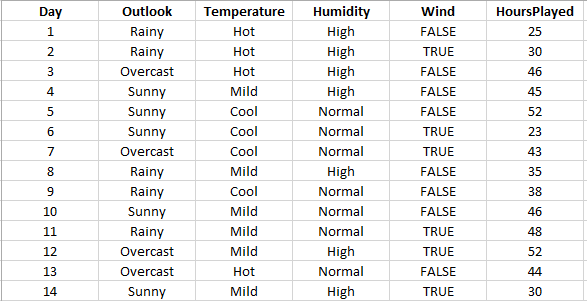 Day Outlook Temperature Humidity Wind HoursPlayed
1 Rainy Hot High FALSE 25
2 Rainy Hot High TRUE 30
3 Overcast Hot High FALSE 46
4 Sunny Mild High FALSE 45
5 Sunny Cool Normal FALSE 52
6 Sunny Cool Normal TRUE 23
7 Overcast Cool Normal TRUE 43
8 Rainy Mild High FALSE 35
9 Rainy Cool Normal FALSE 38
10 Sunny Mild Normal FALSE 46
11 Rainy Mild Normal TRUE 48
12 Overcast Mild High TRUE 52
13 Overcast Hot Normal FALSE 44
14 Sunny Mild High TRUE 30